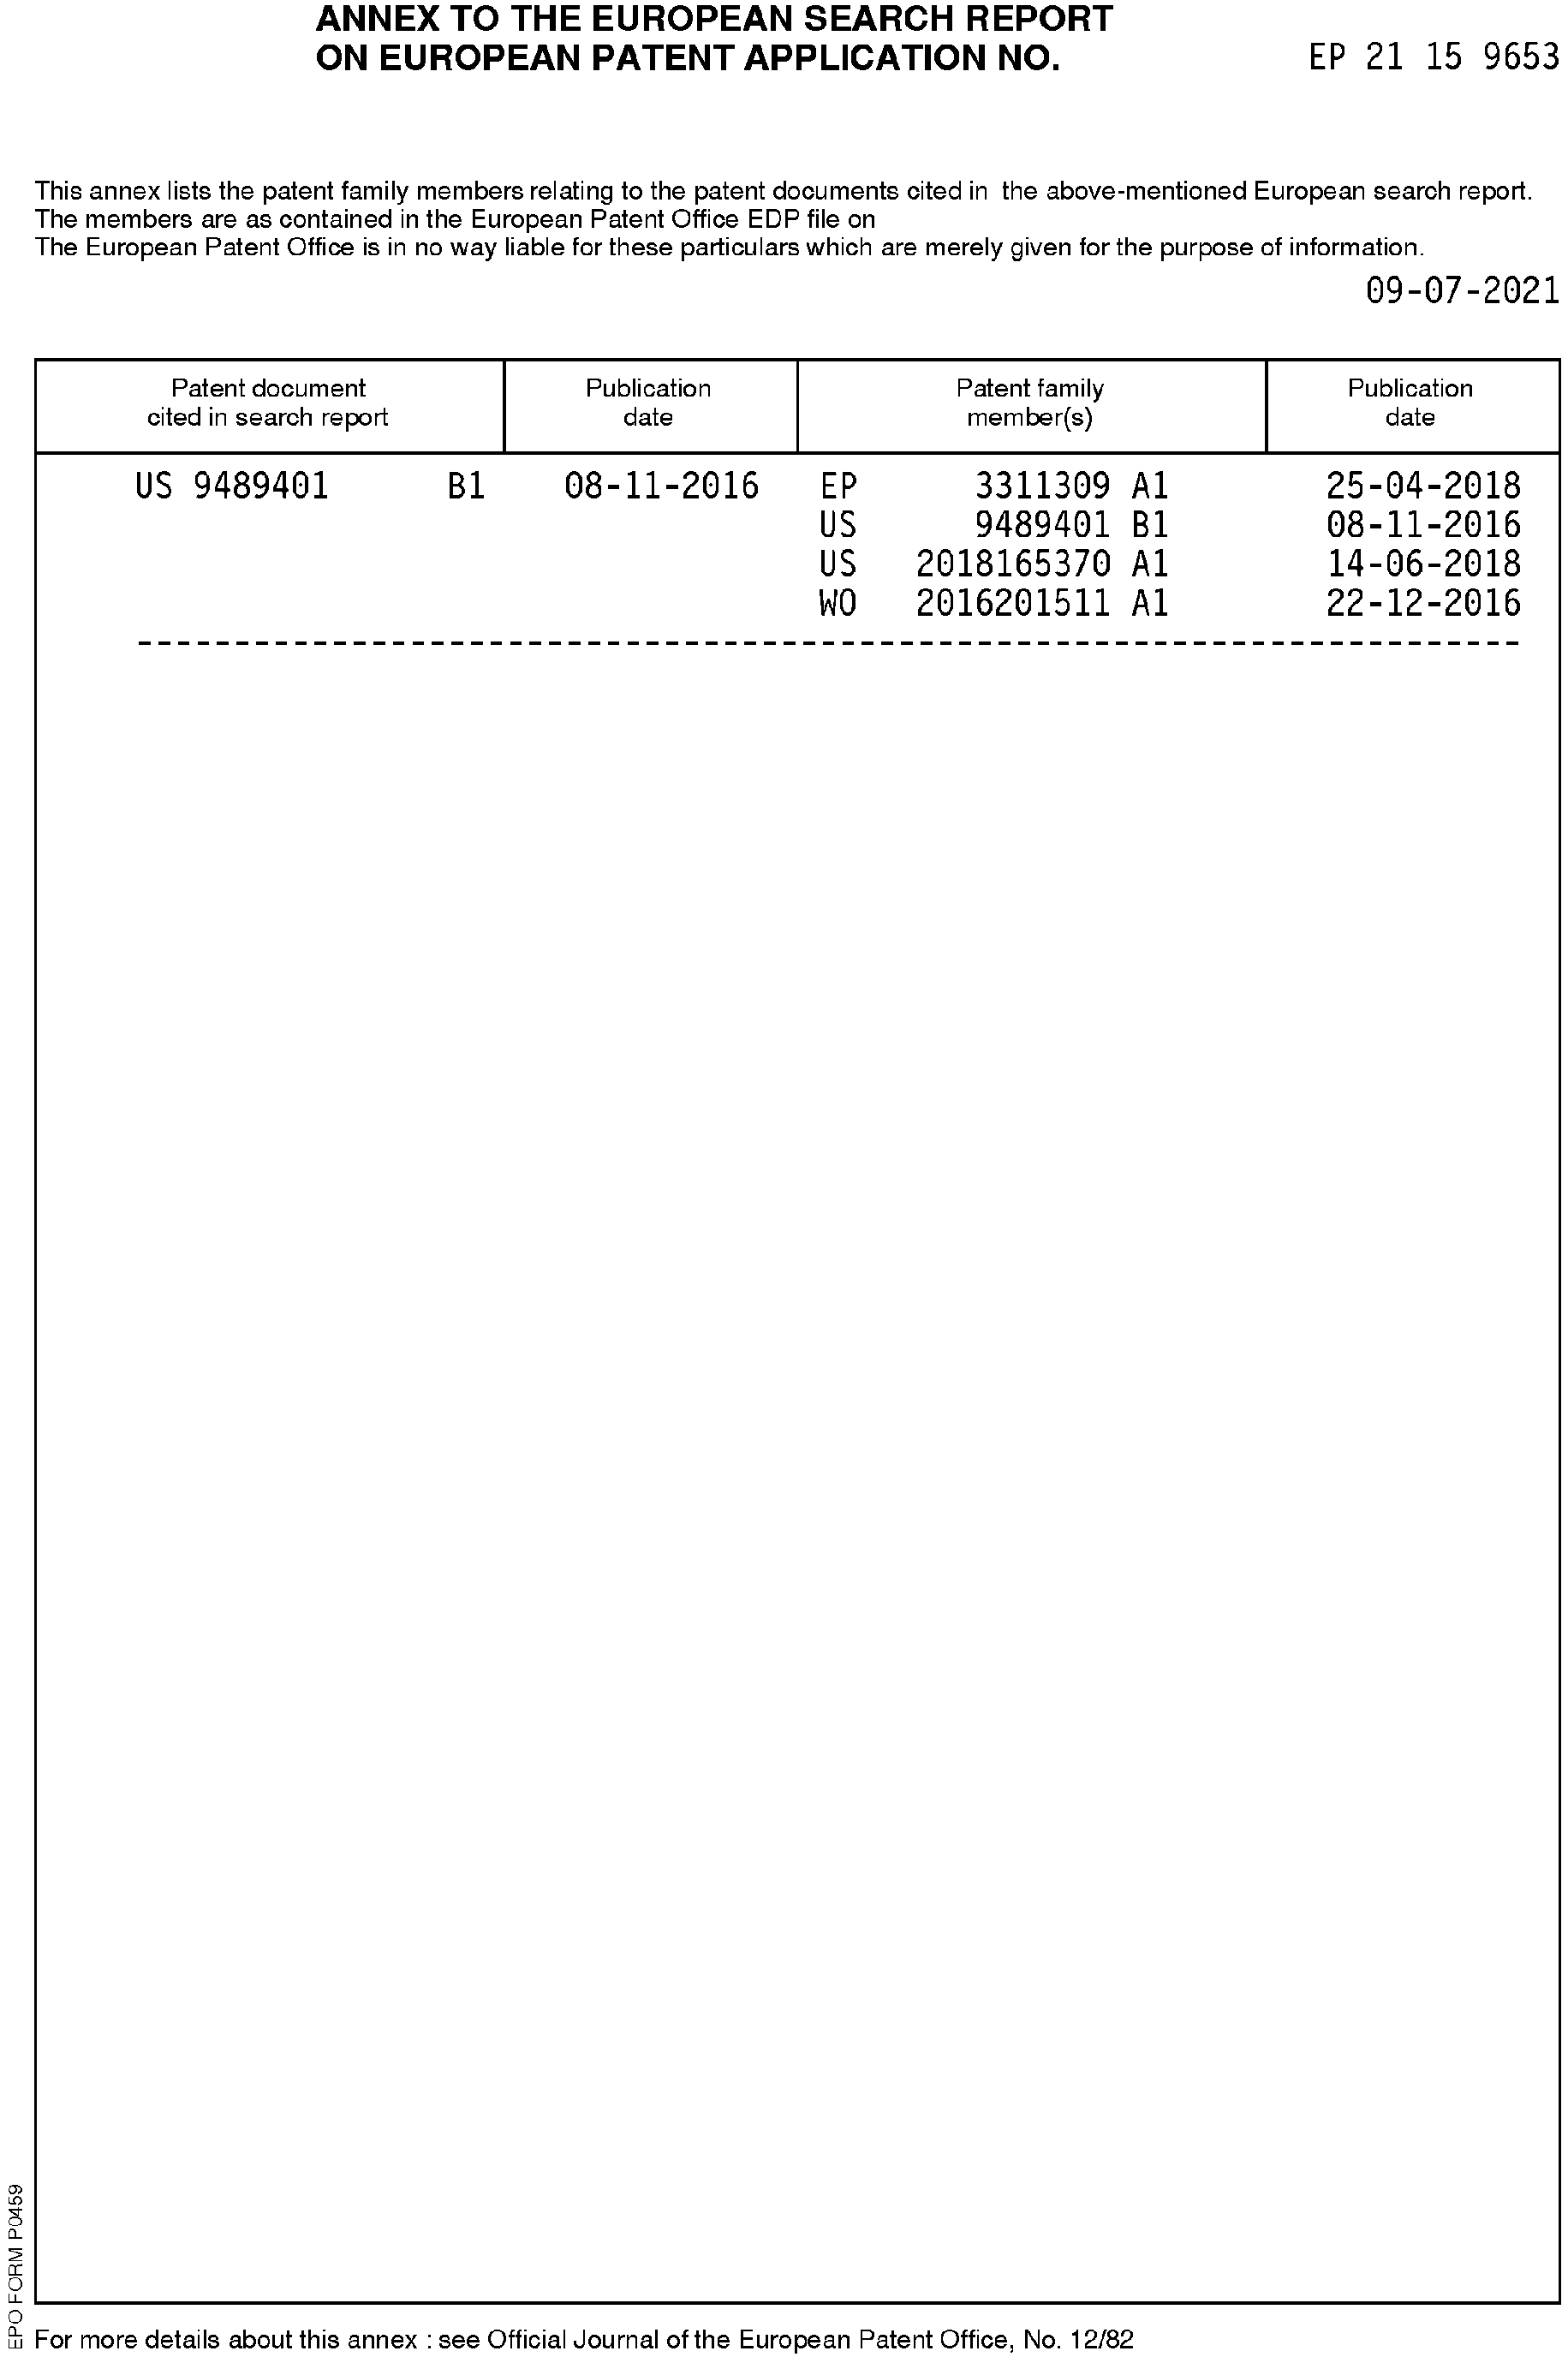 ANNEX TO THE EUROPEAN SEARCH REPORT
ON EUROPEAN PATENT APPLICATION NO. EP 21 15 9653
This annex lists the patent family members relating to the patent documents cited in the above-mentioned European search report.
The members are as contained in the European Patent Office EDP file on
The European Patent Office is in no way liable for these particulars which are merely given for the purpose of information.
09-07-2021
Patent document Publication Patent family Publication
cited in search report date member(s) date
US 9489401 B1 08-11-2016 EP 3311309 A1 25-04-2018
US 9489401 B1 08-11-2016
US 2018165370 A1 14-06-2018
WO 2016201511 A1 22-12-2016
EPO FORM P0459
For more details about this annex : see Official Journal of the European Patent Office, No. 12/82